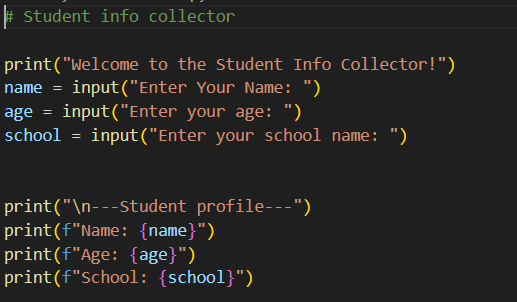 # Student info collector
print("Welcome to the Student Info Collector!")
name = input("Enter Your Name: ")
age = input("Enter your age: ")
school = input("Enter your school name: ")
print("\n---Student profile---")
print(f"Name: {name}")
print(f"Age: {age}")
print(f"School: {school}")